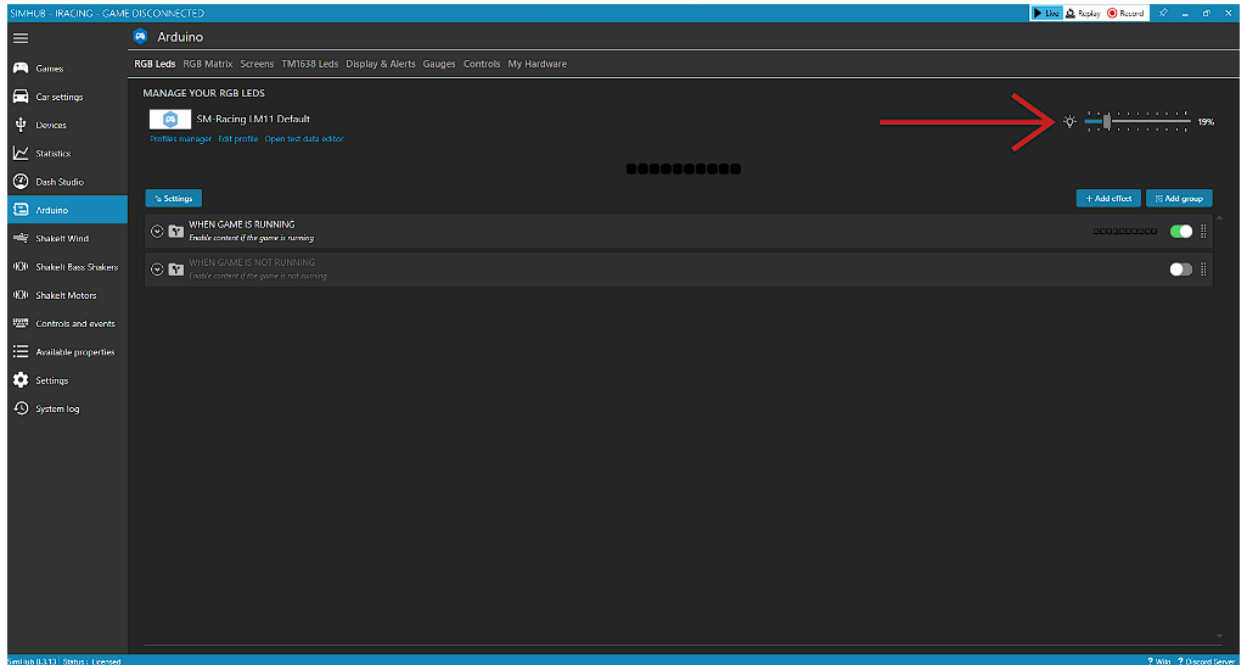 SIMHUB - IRACING - GAME DISCONNECTED
Live Replay Record
Arduino
Games
Car settings
Devices
Statistics
Dash Studio
Arduino
ShakeIt Wind
ShakeIt Bass Shakers
ShakeIt Motors
Controls and events
Available properties
Settings
System log
RGB Leds RGB Matrix Screens TM1638 Leds Display & Alerts Gauges Controls My Hardware
MANAGE YOUR RGB LEDS
SM-Racing LM11 Default
19%
Profiles manager Edit profile Open test data editor
Settings
+ Add effect Add group
WHEN GAME IS RUNNING
Enable content if the game is running
WHEN GAME IS NOT RUNNING
Enable content if the game is not running
SimHub 8.3.13 Status : Licensed
? Wiki ? Discord Server